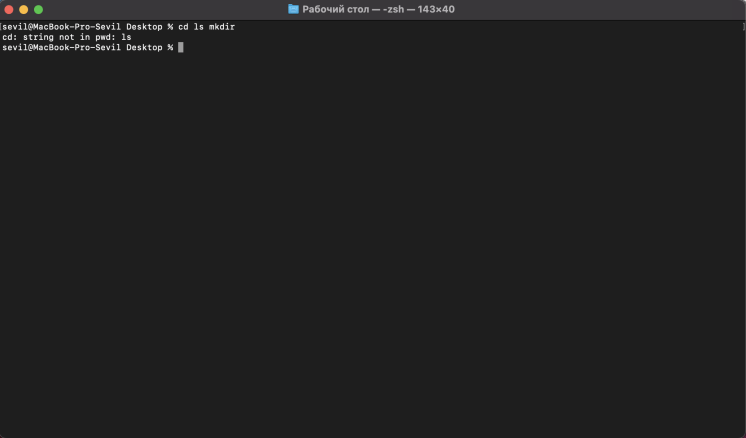 Рабочий стол — -zsh — 143×40
[sevil@MacBook-Pro-Sevil Desktop % cd ls mkdir ]
cd: string not in pwd: ls
sevil@MacBook-Pro-Sevil Desktop %